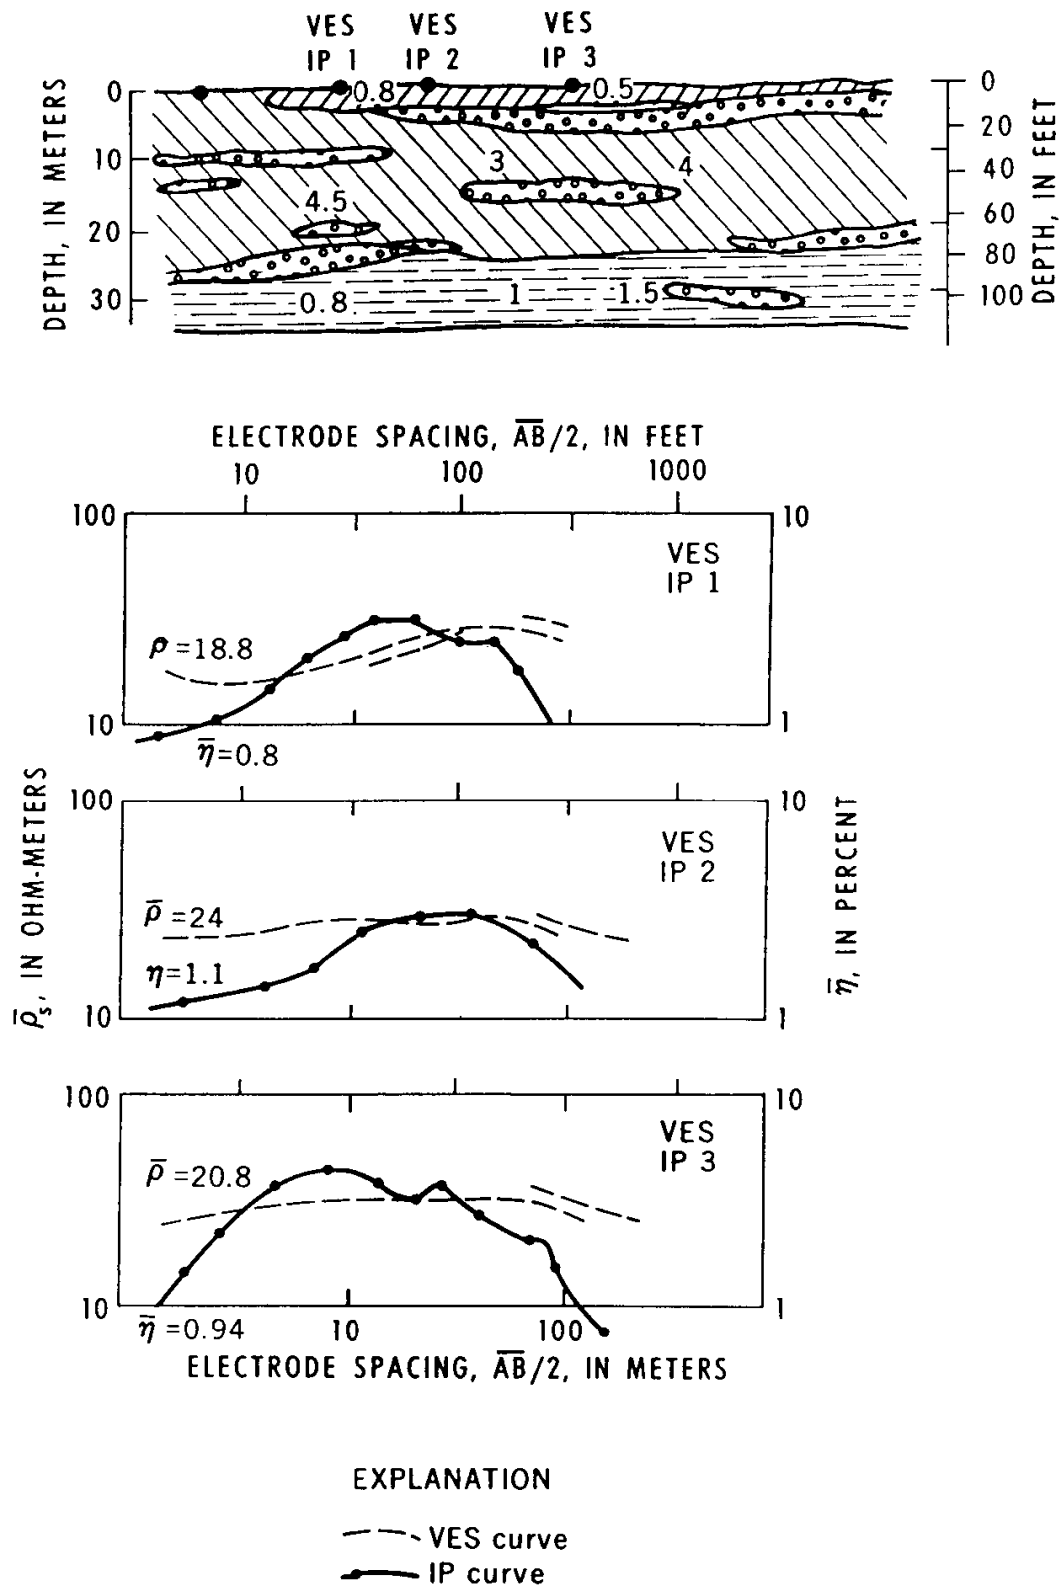 VES VES VES
IP 1 IP 2 IP 3
DEPTH, IN METERS
0
10
20
30
0.8 0.5
3 4
4.5
0.8 1 1.5
0
20
40
60
80
100
DEPTH, IN FEET
ELECTRODE SPACING, A̅B̅/2, IN FEET
10 100 1000
100 10
VES
IP 1
ρ̅ =18.8
10 1
η̅=0.8
100 10
VES
IP 2
ρ̅ =24
η=1.1
10 1
ρ̅ₛ, IN OHM-METERS
η̅, IN PERCENT
100 10
VES
IP 3
ρ̅ =20.8
10 1
η̅ =0.94
10 100
ELECTRODE SPACING, A̅B̅/2, IN METERS
EXPLANATION
VES curve
IP curve